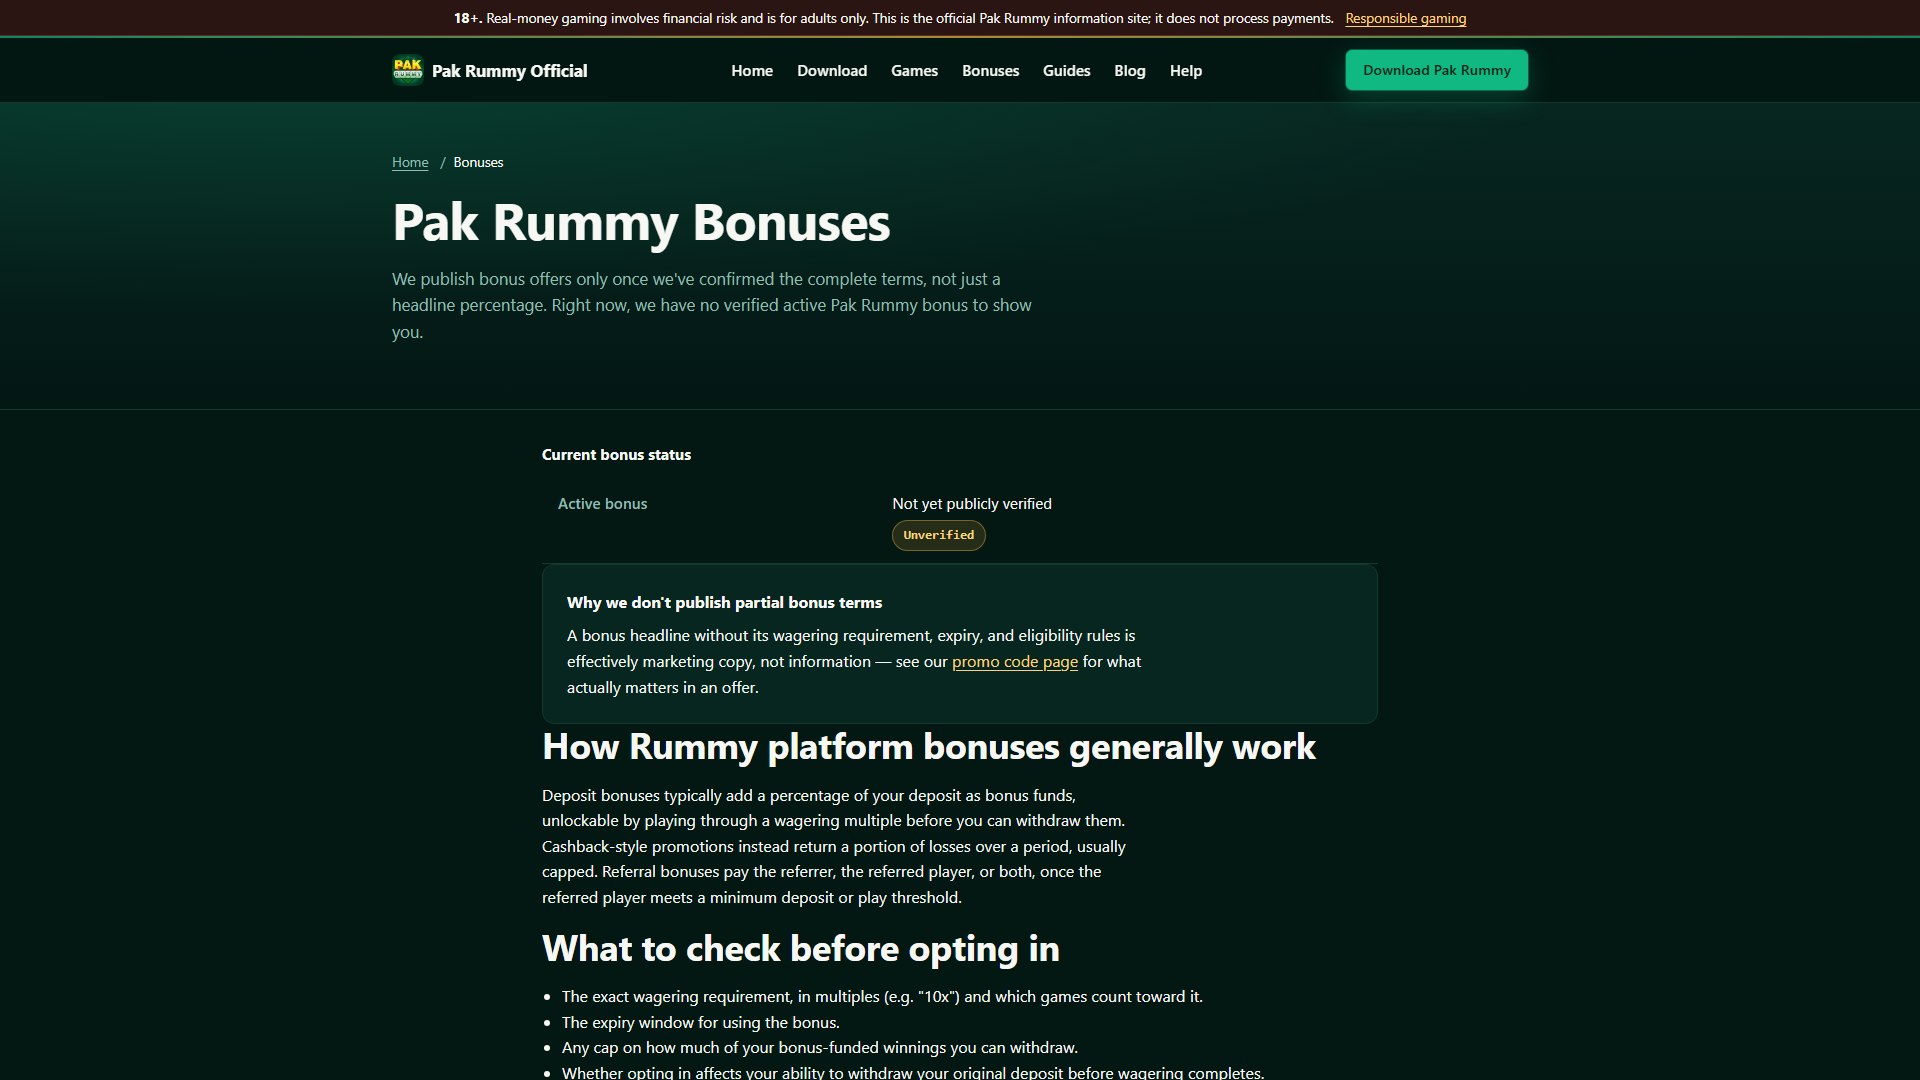 18+. Real-money gaming involves financial risk and is for adults only. This is the official Pak Rummy information site; it does not process payments. Responsible gaming
PAK
RUMMY
Pak Rummy Official
Home
Download
Games
Bonuses
Guides
Blog
Help
Download Pak Rummy
Home / Bonuses
Pak Rummy Bonuses
We publish bonus offers only once we've confirmed the complete terms, not just a
headline percentage. Right now, we have no verified active Pak Rummy bonus to show
you.
Current bonus status
Active bonus
Not yet publicly verified
Unverified
Why we don't publish partial bonus terms
A bonus headline without its wagering requirement, expiry, and eligibility rules is
effectively marketing copy, not information — see our promo code page for what
actually matters in an offer.
How Rummy platform bonuses generally work
Deposit bonuses typically add a percentage of your deposit as bonus funds,
unlockable by playing through a wagering multiple before you can withdraw them.
Cashback-style promotions instead return a portion of losses over a period, usually
capped. Referral bonuses pay the referrer, the referred player, or both, once the
referred player meets a minimum deposit or play threshold.
What to check before opting in
• The exact wagering requirement, in multiples (e.g. "10x") and which games count toward it.
• The expiry window for using the bonus.
• Any cap on how much of your bonus-funded winnings you can withdraw.
• Whether opting in affects your ability to withdraw your original deposit before wagering completes.